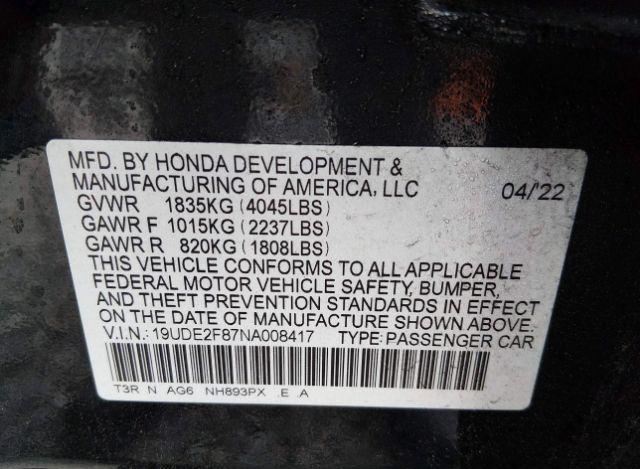 MFD. BY HONDA DEVELOPMENT &
MANUFACTURING OF AMERICA, LLC 04/'22
GVWR 1835KG (4045LBS)
GAWR F 1015KG (2237LBS)
GAWR R 820KG (1808LBS)
THIS VEHICLE CONFORMS TO ALL APPLICABLE
FEDERAL MOTOR VEHICLE SAFETY, BUMPER,
AND THEFT PREVENTION STANDARDS IN EFFECT
ON THE DATE OF MANUFACTURE SHOWN ABOVE.
V.I.N.: 19UDE2F87NA008417 TYPE: PASSENGER CAR
T3R N AG6 NH893PX .E .A